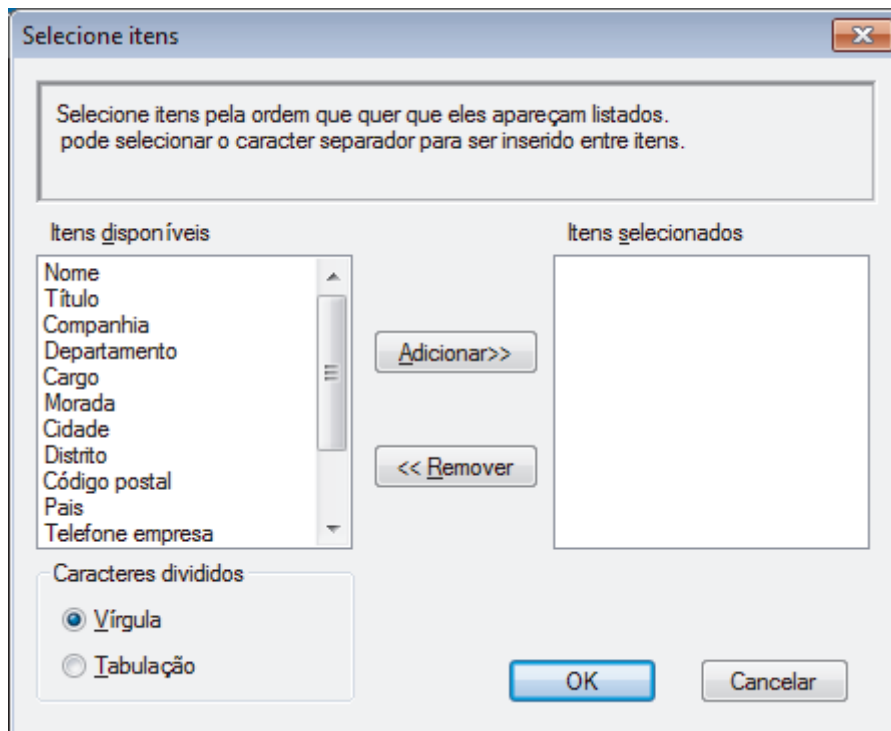 Selecione itens
Selecione itens pela ordem que quer que eles apareçam listados.
pode selecionar o caracter separador para ser inserido entre itens.
Itens disponíveis
Itens selecionados
Nome
Título
Companhia
Departamento
Cargo
Morada
Cidade
Distrito
Código postal
Pais
Telefone empresa
Adicionar>>
<< Remover
Caracteres divididos
Vírgula
Tabulação
OK
Cancelar